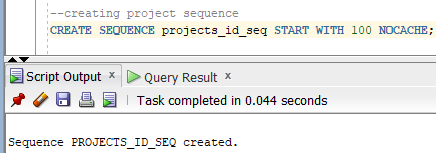 --creating project sequence
CREATE SEQUENCE projects_id_seq START WITH 100 NOCACHE;
Script Output x
Query Result x
Task completed in 0.044 seconds
Sequence PROJECTS_ID_SEQ created.